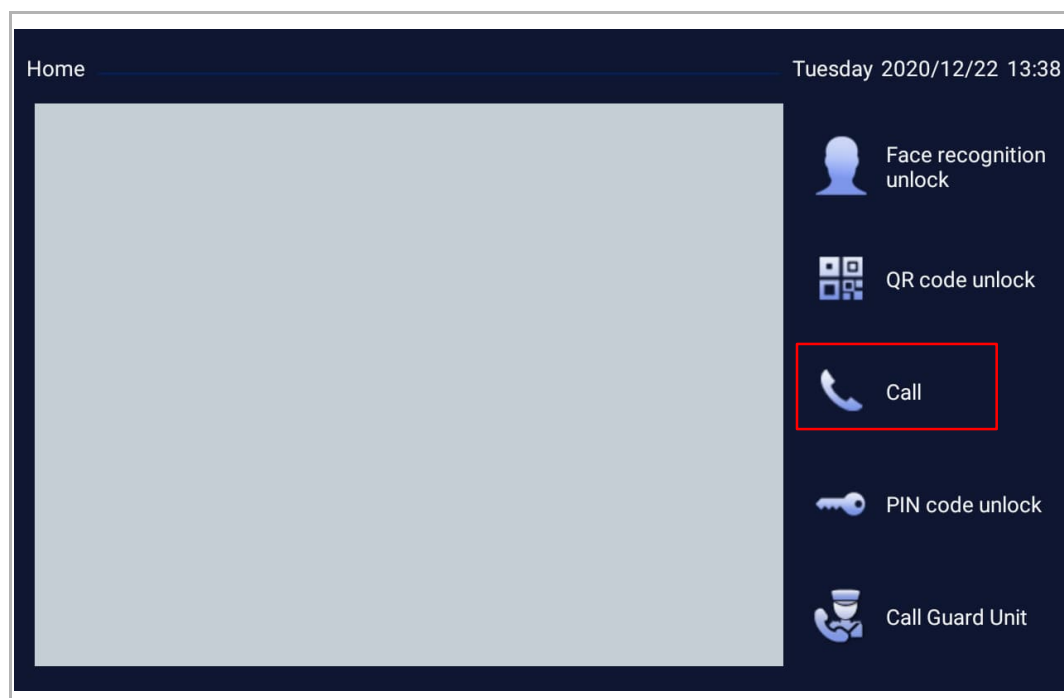 Home
Tuesday 2020/12/22 13:38
Face recognition
unlock
QR code unlock
Call
PIN code unlock
Call Guard Unit